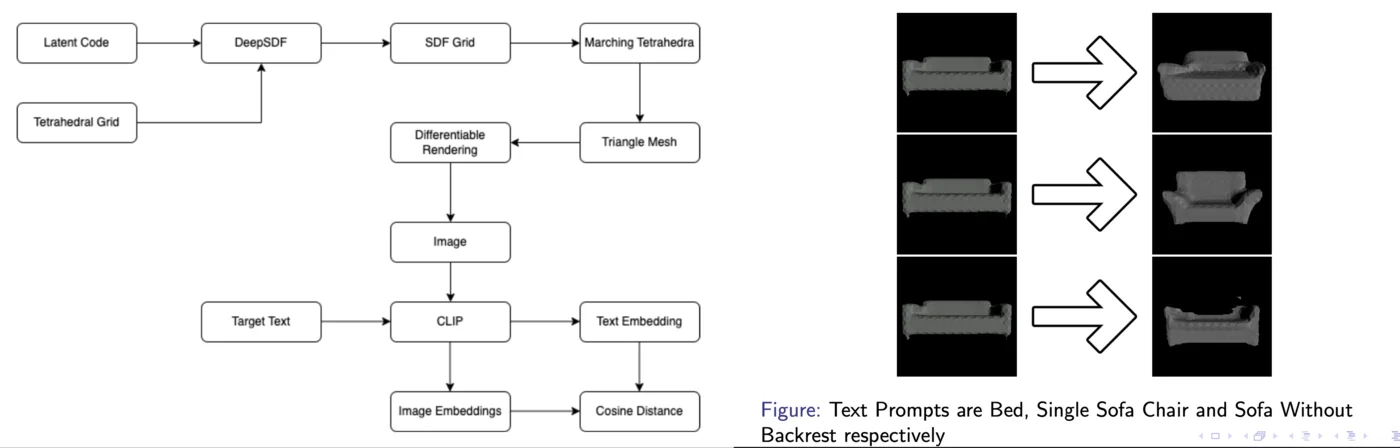 Latent Code
DeepSDF
SDF Grid
Marching Tetrahedra
Tetrahedral Grid
Differentiable
Rendering
Triangle Mesh
Image
Target Text
CLIP
Text Embedding
Image Embeddings
Cosine Distance
Figure: Text Prompts are Bed, Single Sofa Chair and Sofa Without
Backrest respectively